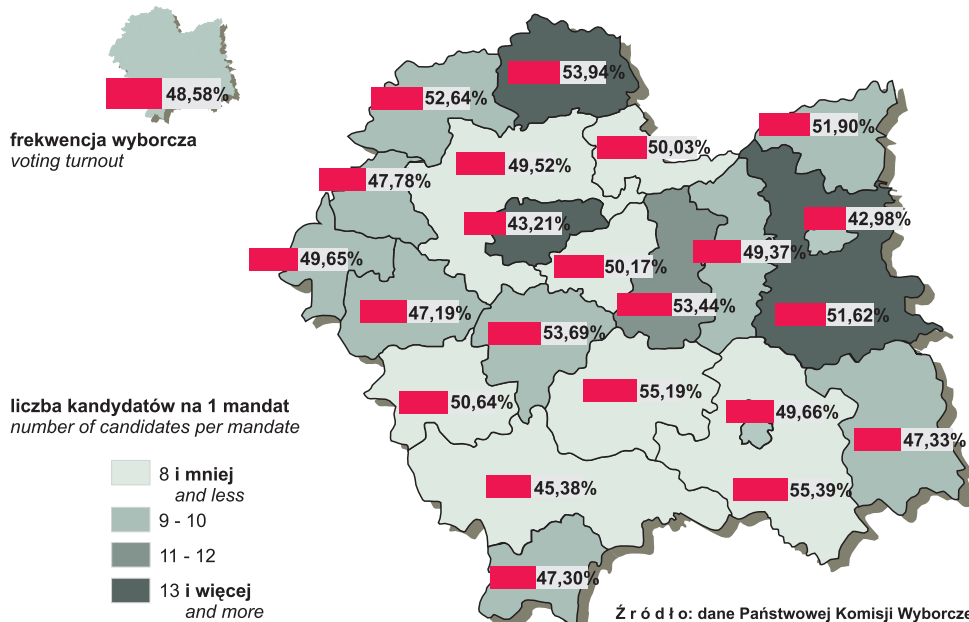 48,58%
frekwencja wyborcza
voting turnout
53,94%
52,64%
51,90%
50,03%
49,52%
47,78%
43,21%
42,98%
49,37%
49,65%
50,17%
53,44%
47,19%
51,62%
53,69%
55,19%
50,64%
49,66%
47,33%
45,38%
55,39%
47,30%
liczba kandydatów na 1 mandat
number of candidates per mandate
8 i mniej
and less
9 - 10
11 - 12
13 i więcej
and more
Ź r ó d ł o: dane Państwowej Komisji Wyborcze